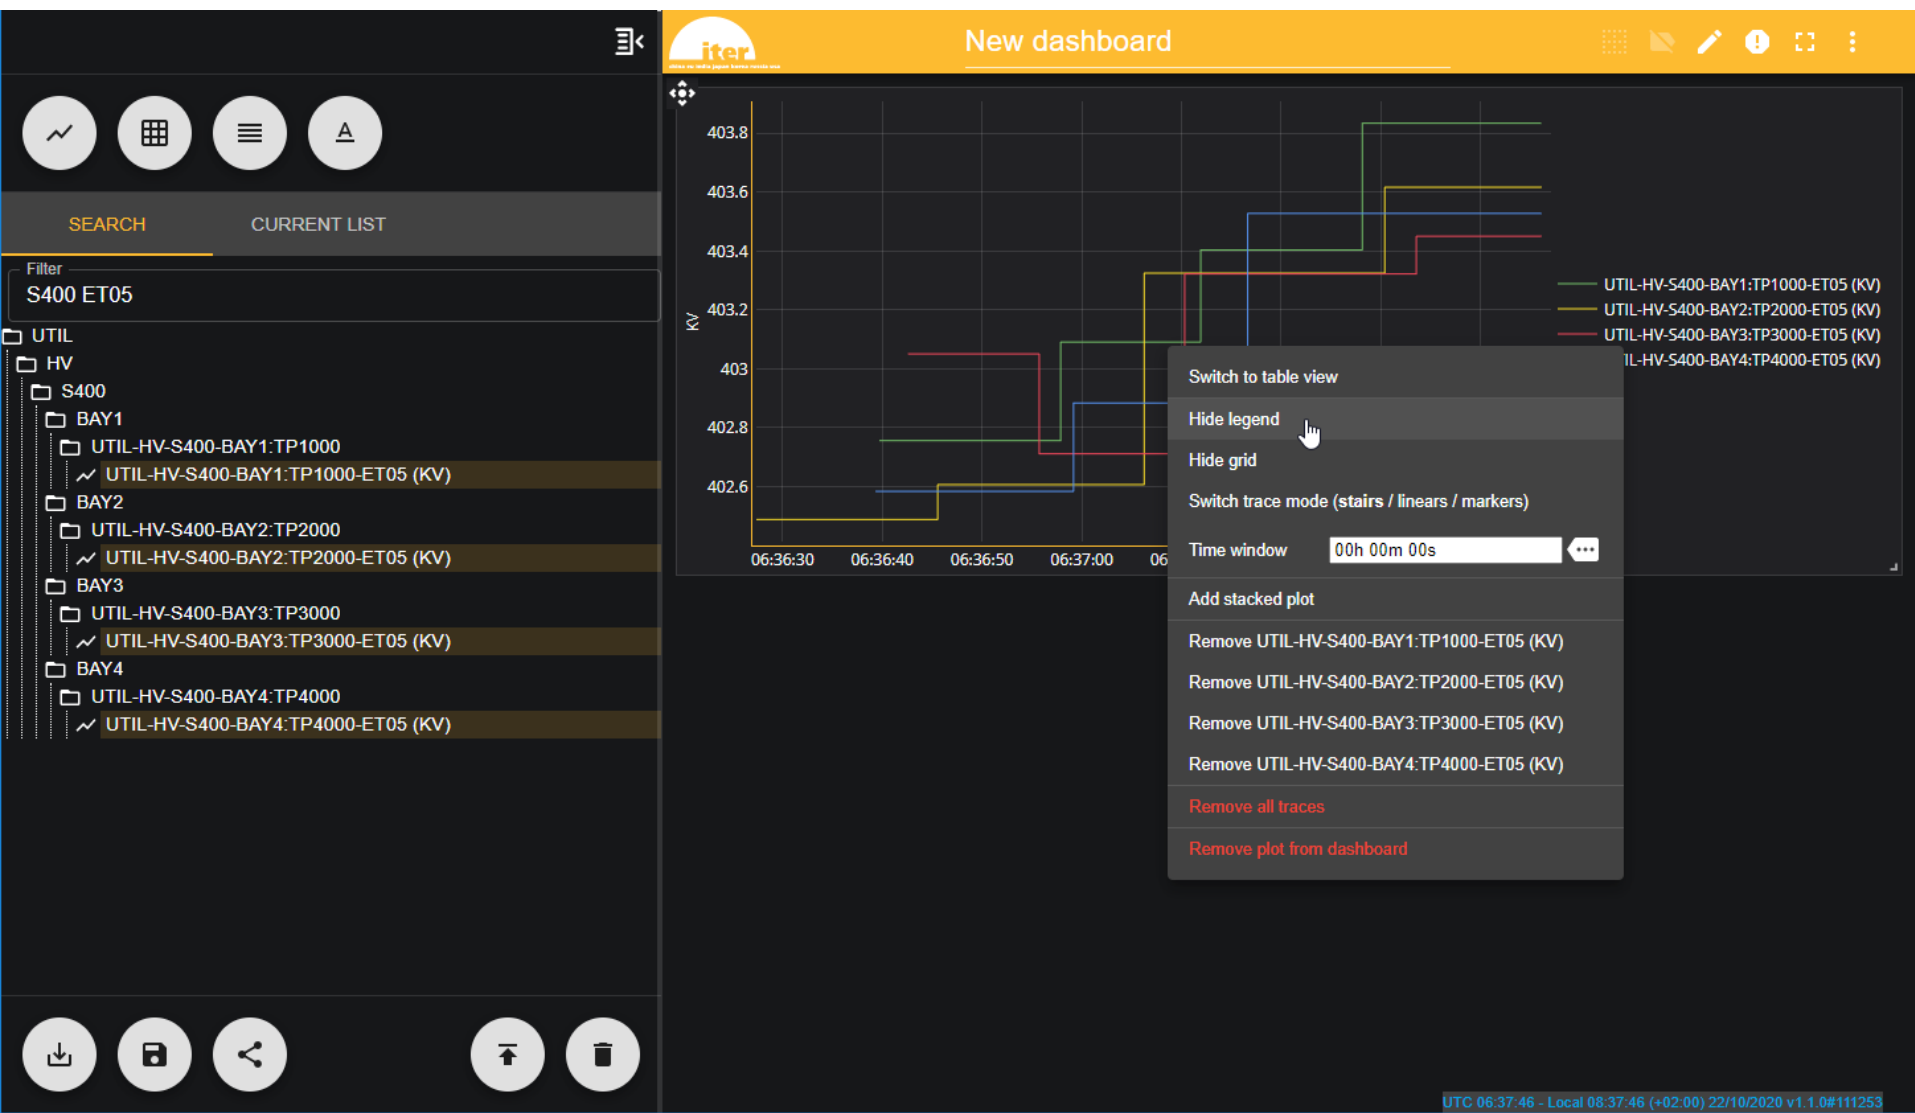 iter
New dashboard
A
SEARCH
CURRENT LIST
Filter
S400 ET05
UTIL
HV
S400
BAY1
UTIL-HV-S400-BAY1:TP1000
UTIL-HV-S400-BAY1:TP1000-ET05 (KV)
BAY2
UTIL-HV-S400-BAY2:TP2000
UTIL-HV-S400-BAY2:TP2000-ET05 (KV)
BAY3
UTIL-HV-S400-BAY3:TP3000
UTIL-HV-S400-BAY3:TP3000-ET05 (KV)
BAY4
UTIL-HV-S400-BAY4:TP4000
UTIL-HV-S400-BAY4:TP4000-ET05 (KV)
403.8
403.6
403.4
403.2
403
402.8
402.6
KV
06:36:30 06:36:40 06:36:50 06:37:00 06
UTIL-HV-S400-BAY1:TP1000-ET05 (KV)
UTIL-HV-S400-BAY2:TP2000-ET05 (KV)
UTIL-HV-S400-BAY3:TP3000-ET05 (KV)
IL-HV-S400-BAY4:TP4000-ET05 (KV)
Switch to table view
Hide legend
Hide grid
Switch trace mode (stairs / linears / markers)
Time window 00h 00m 00s
Add stacked plot
Remove UTIL-HV-S400-BAY1:TP1000-ET05 (KV)
Remove UTIL-HV-S400-BAY2:TP2000-ET05 (KV)
Remove UTIL-HV-S400-BAY3:TP3000-ET05 (KV)
Remove UTIL-HV-S400-BAY4:TP4000-ET05 (KV)
Remove all traces
Remove plot from dashboard
UTC 06:37:46 - Local 08:37:46 (+02:00) 22/10/2020 v1.1.0#111253